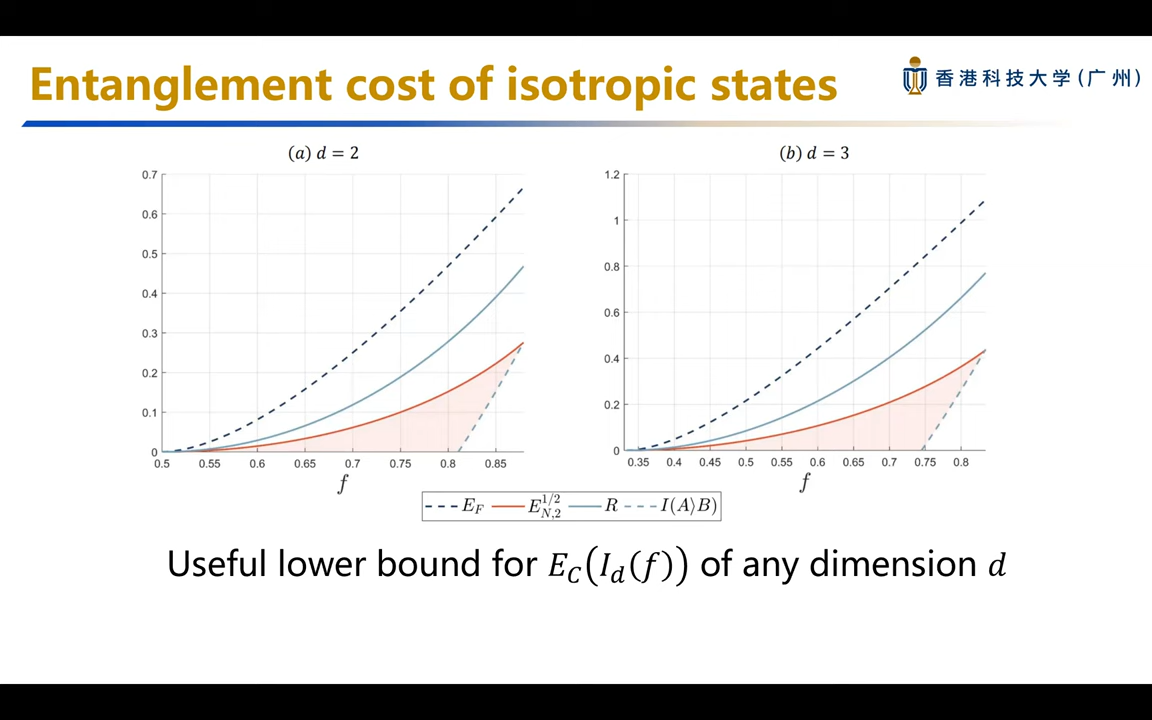 Entanglement cost of isotropic states
香港科技大学(广州)
(a) d = 2
0.7
0.6
0.5
0.4
0.3
0.2
0.1
0
0.5 0.55 0.6 0.65 0.7 0.75 0.8 0.85
f
(b) d = 3
1.2
1
0.8
0.6
0.4
0.2
0
0.35 0.4 0.45 0.5 0.55 0.6 0.65 0.7 0.75 0.8
f
E_F E_{N,2}^{1/2} R I(A⟩B)
Useful lower bound for E_C(I_d(f)) of any dimension d